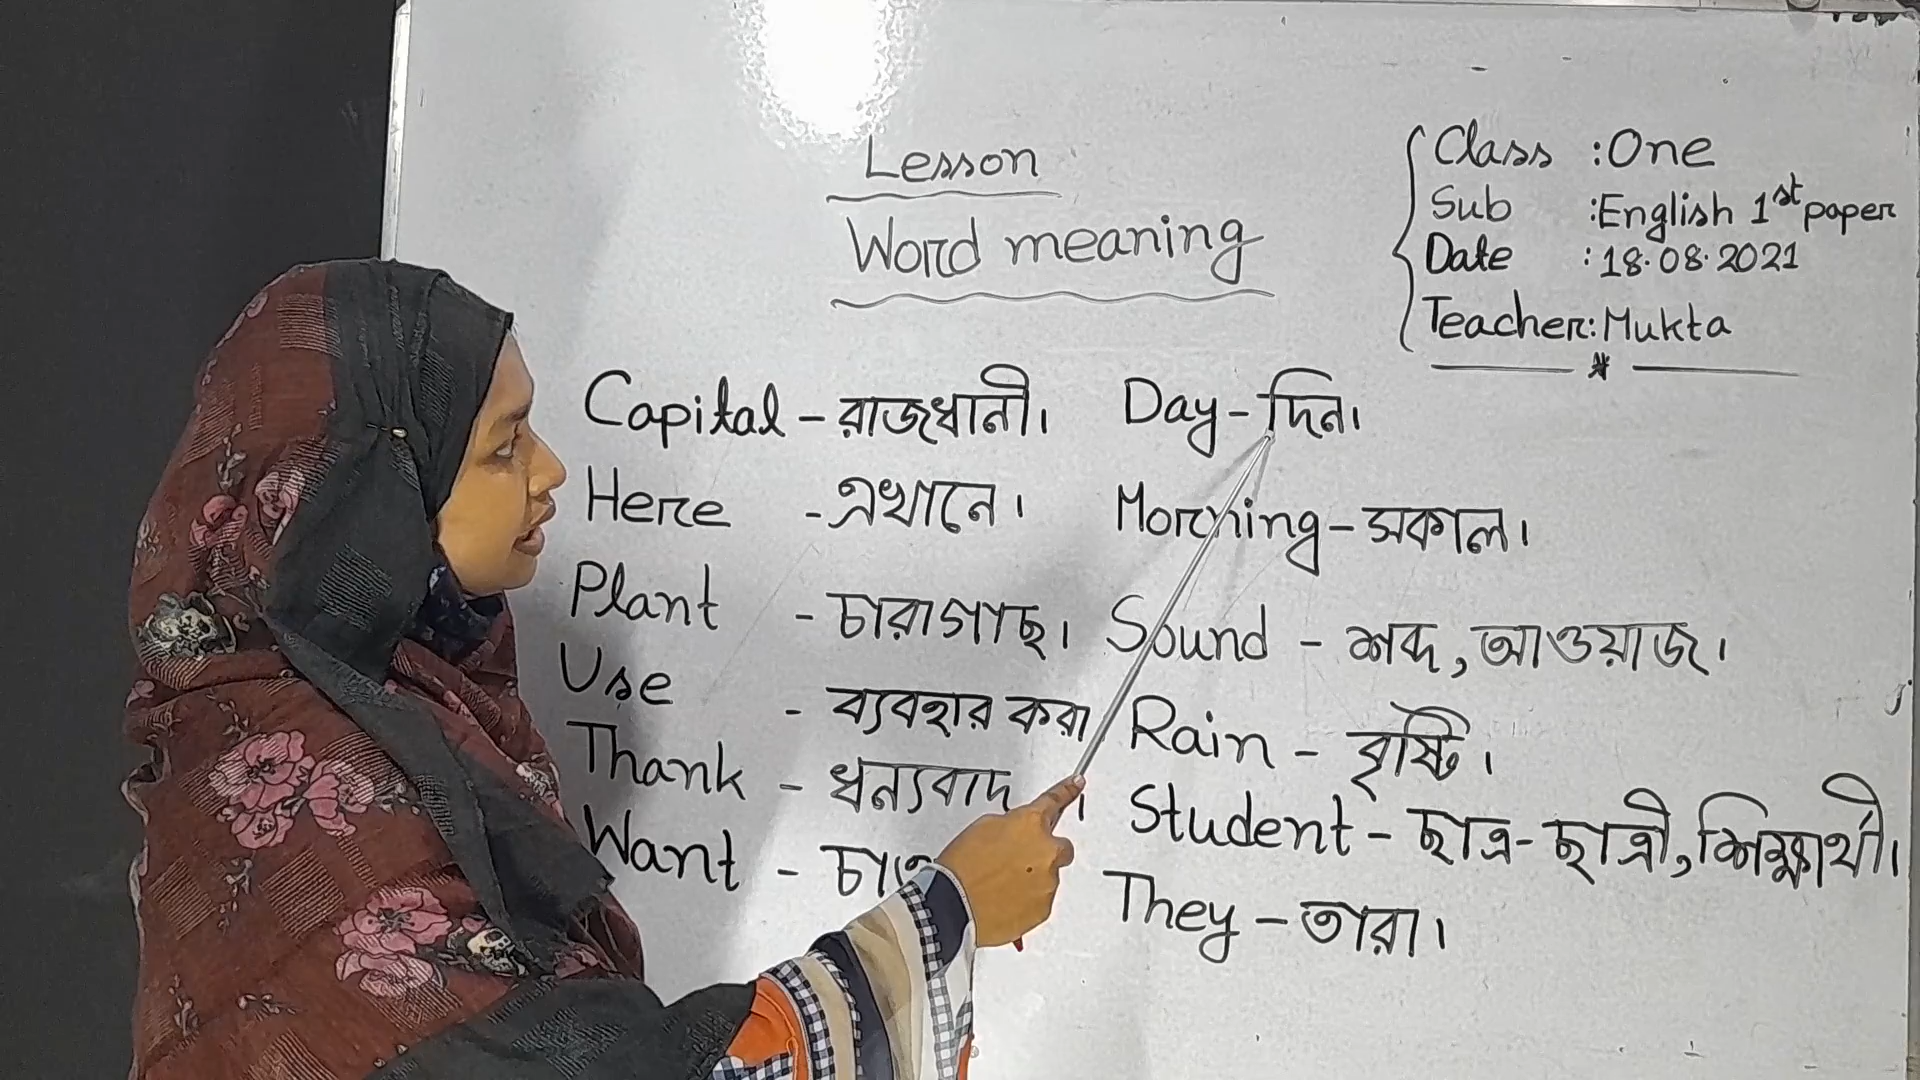 Lesson
Word meaning
Class : One
Sub : English 1st paper
Date : 18.08.2021
Teacher: Mukta
Capital - রাজধানী।
Here - এখানে।
Plant - চারাগাছ।
Use - ব্যবহার করা
Thank - ধন্যবাদ ।
Want -
Day - দিন।
Morning - সকাল।
Sound - শব্দ, আওয়াজ।
Rain - বৃষ্টি।
Student - ছাত্র-ছাত্রী, শিক্ষার্থী।
They - তারা।